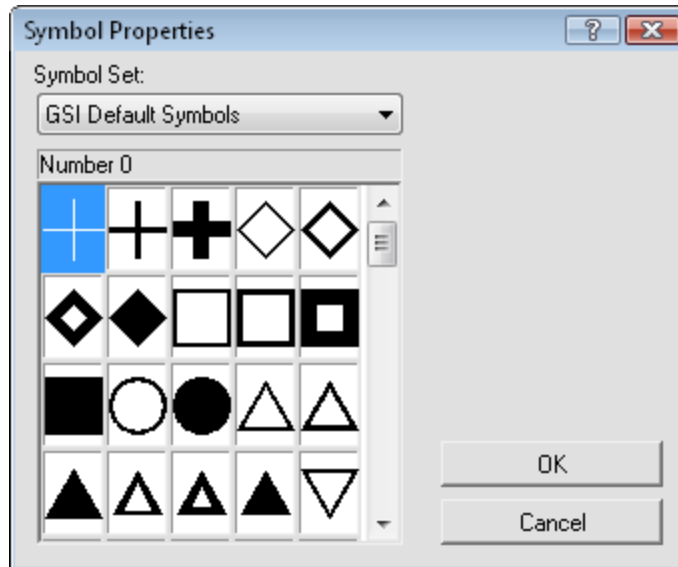 Symbol Properties
?
Symbol Set:
GSI Default Symbols
Number 0
OK
Cancel